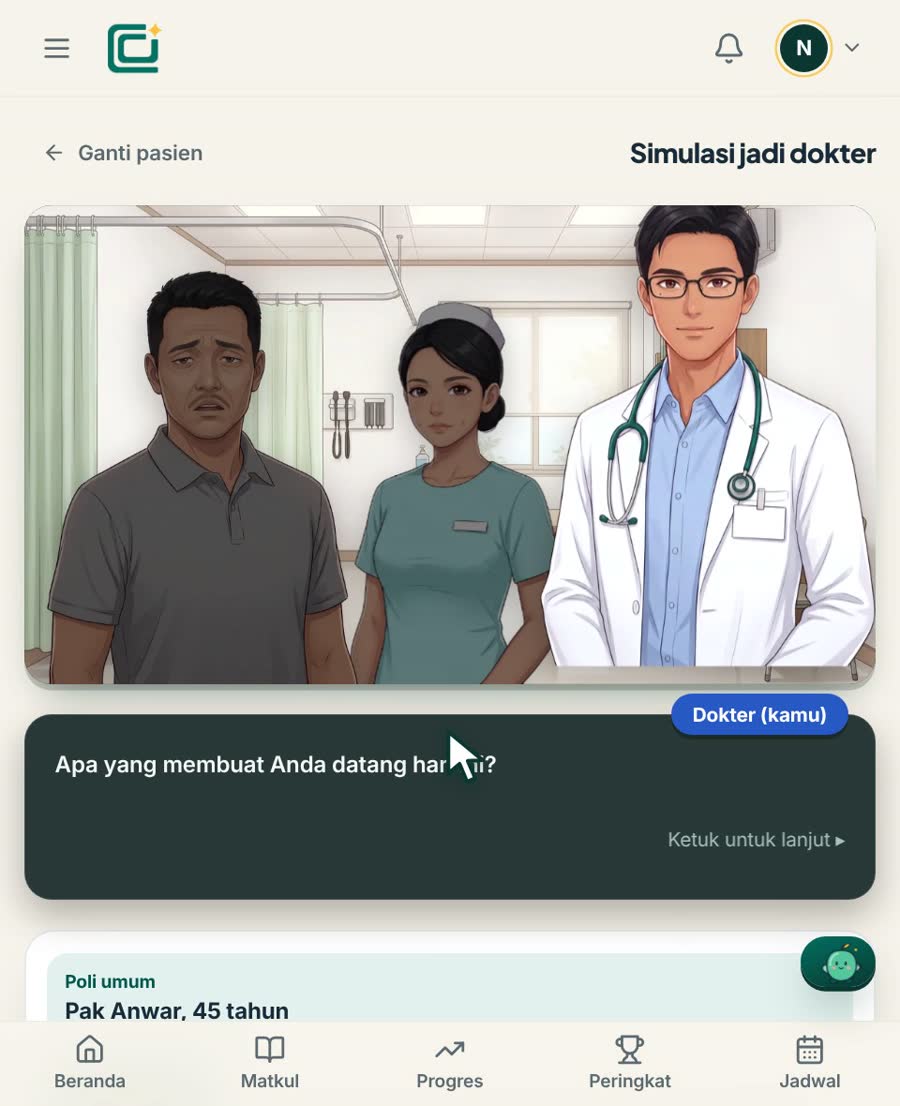 N
Ganti pasien
Simulasi jadi dokter
Dokter (kamu)
Apa yang membuat Anda datang
Ketuk untuk lanjut ▸
Poli umum
Pak Anwar, 45 tahun
Beranda
Matkul
Progres
Peringkat
Jadwal